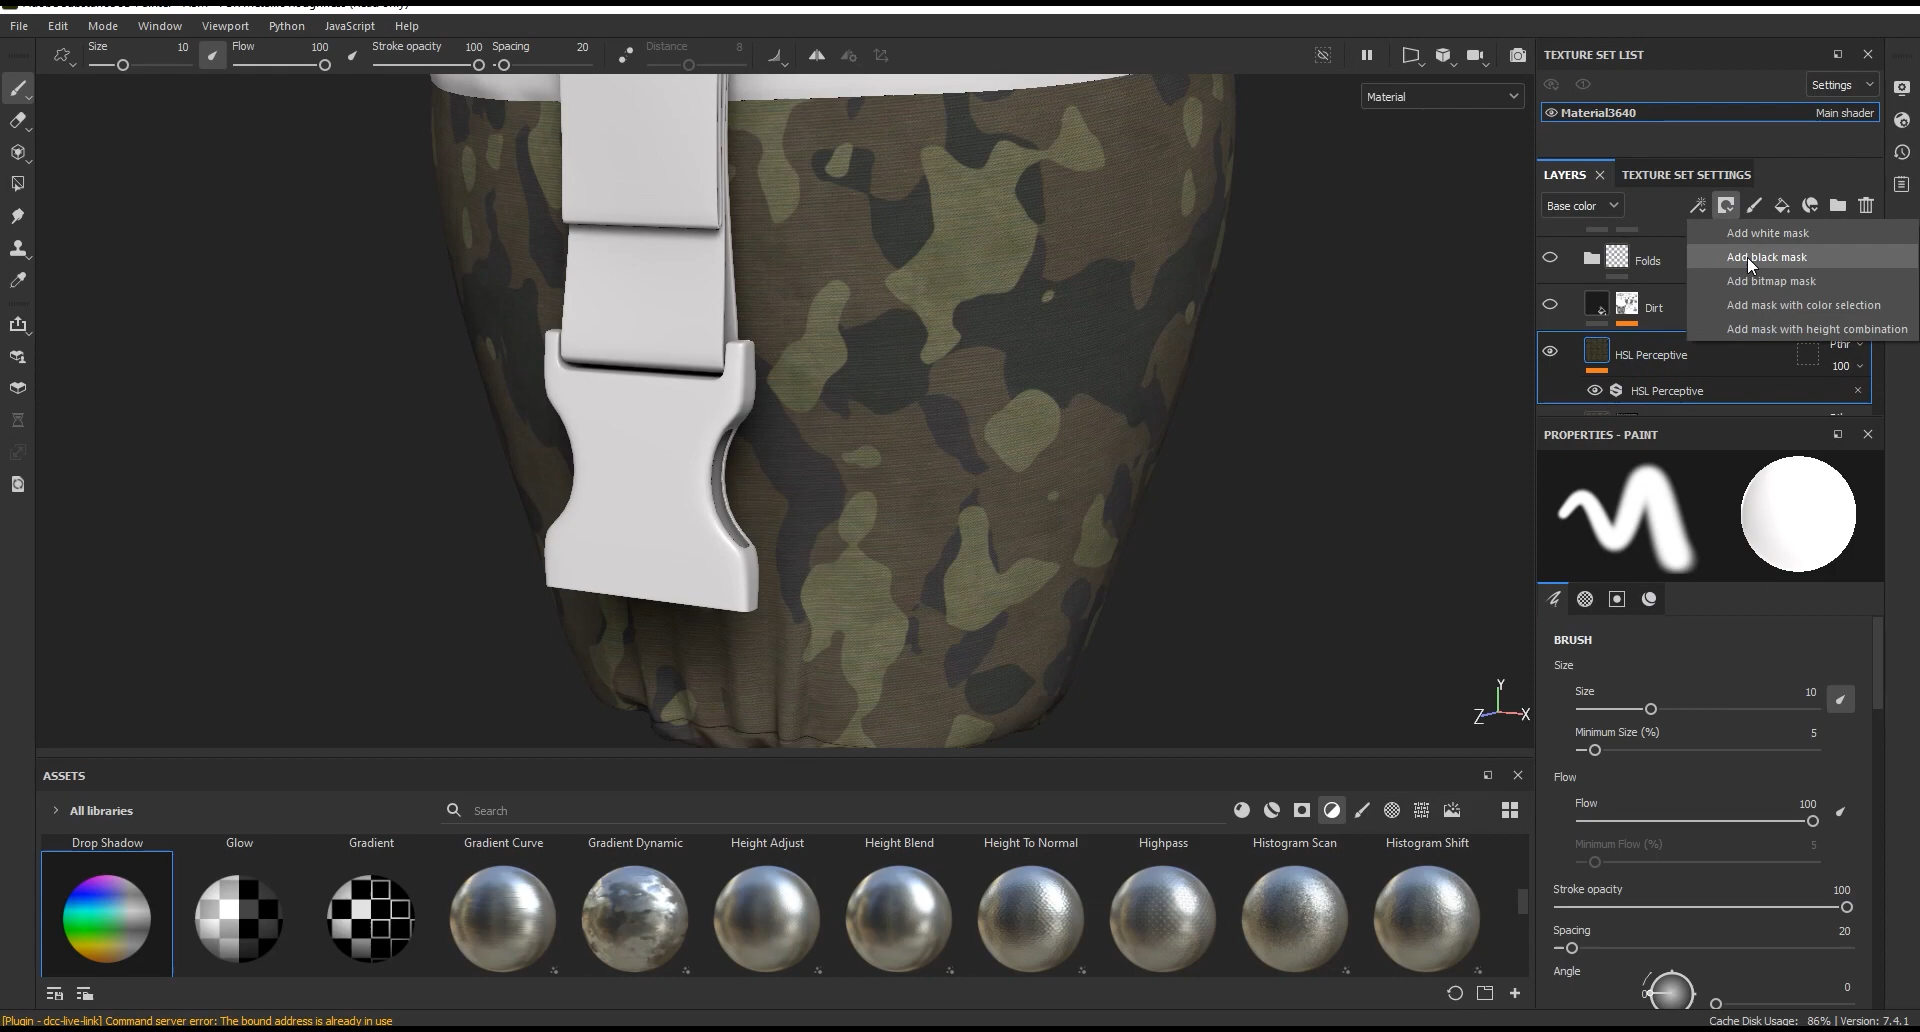 File Edit Mode Window Viewport Python JavaScript Help
Size 10 Flow 100 Stroke opacity 100 Spacing 20 Distance 8
Material
TEXTURE SET LIST
Settings
Material3640 Main shader
LAYERS TEXTURE SET SETTINGS
Base color
Add white mask
Add black mask
Add bitmap mask
Add mask with color selection
Add mask with height combination
Folds
Dirt
HSL Perceptive
Pthr
100
HSL Perceptive
PROPERTIES - PAINT
BRUSH
Size
Size 10
Minimum Size (%) 5
Flow
Flow 100
Minimum Flow (%) 5
Stroke opacity 100
Spacing 20
Angle
0 0
Y
Z X
ASSETS
All libraries
Search
Drop Shadow Glow Gradient Gradient Curve Gradient Dynamic Height Adjust Height Blend Height To Normal Highpass Histogram Scan Histogram Shift
[Plugin - dcc-live-link] Command server error: The bound address is already in use
Cache Disk Usage: 86% | Version: 7.4.1